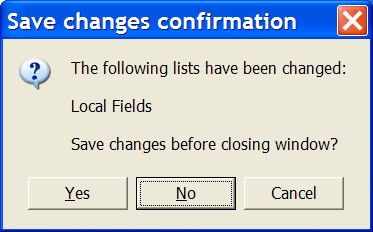 Save changes confirmation
The following lists have been changed:
Local Fields
Save changes before closing window?
Yes No Cancel